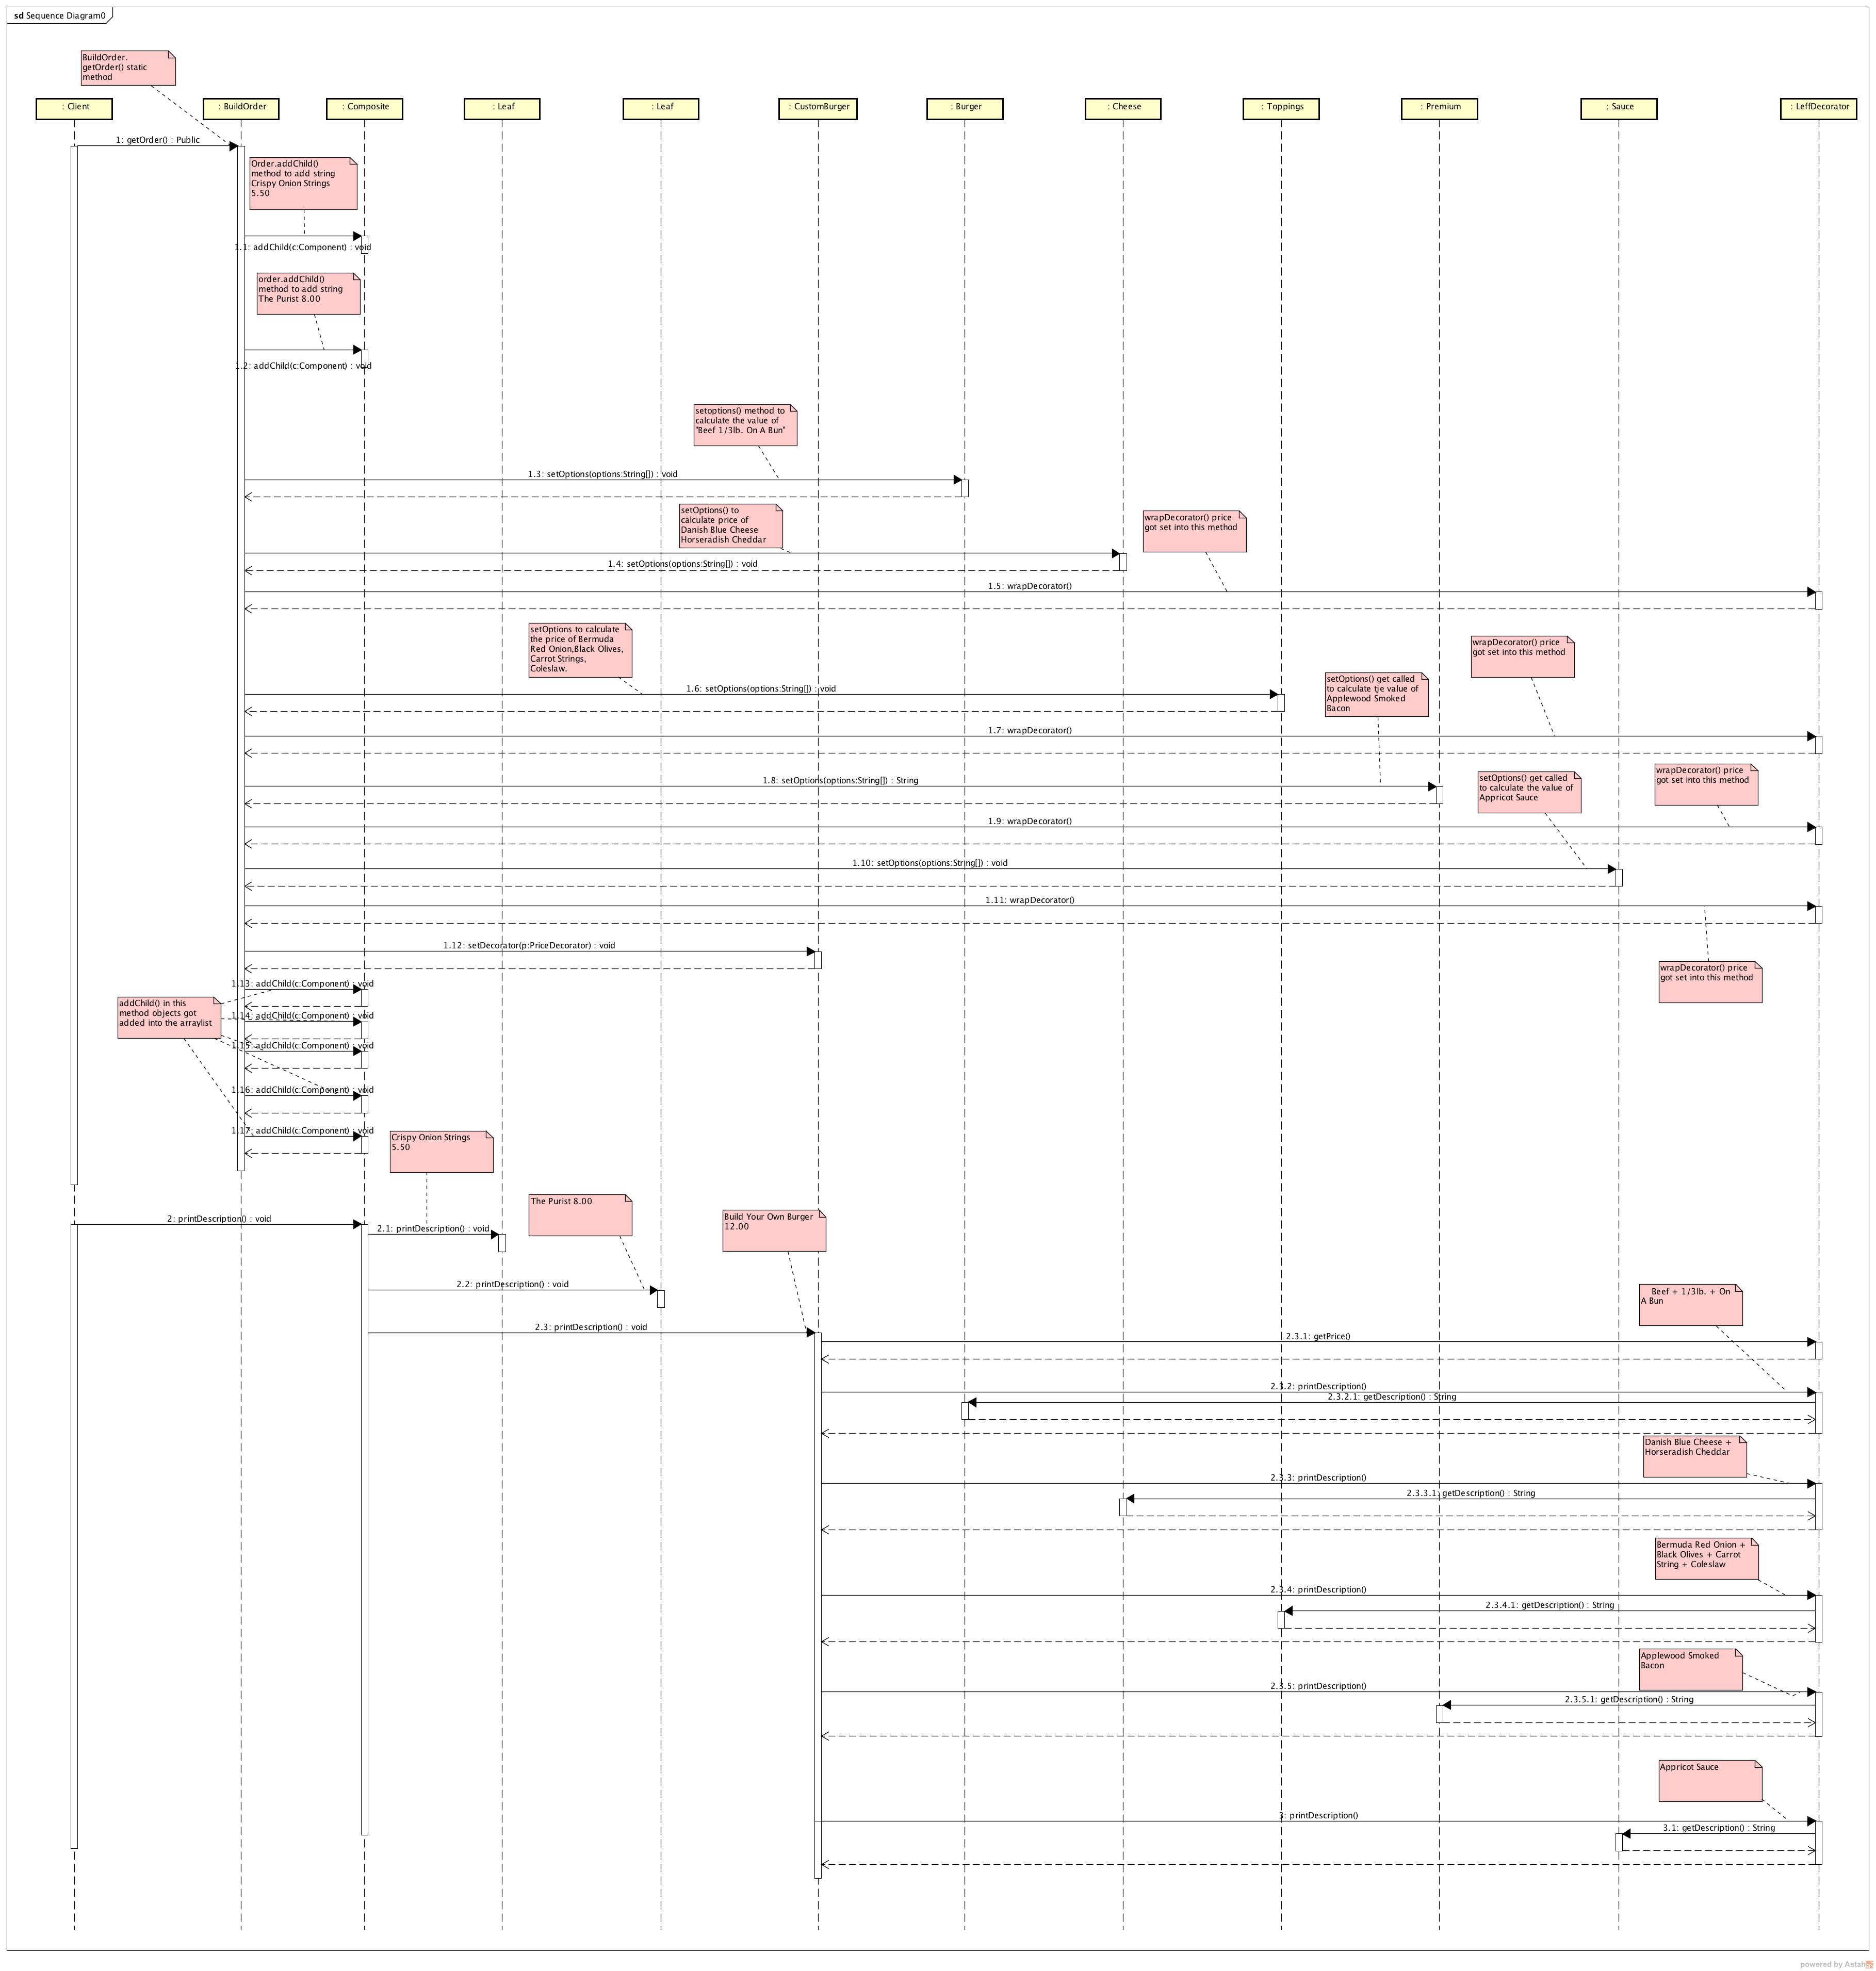 sd Sequence Diagram0
BuildOrder.
getOrder() static
method
: Client
: BuildOrder
: Composite
: Leaf
: Leaf
: CustomBurger
: Burger
: Cheese
: Toppings
: Premium
: Sauce
: LeffDecorator
1: getOrder() : Public
Order.addChild()
method to add string
Crispy Onion Strings
5.50
1.1: addChild(c:Component) : void
order.addChild()
method to add string
The Purist 8.00
1.2: addChild(c:Component) : void
setoptions() method to
calculate the value of
"Beef 1/3lb. On A Bun"
1.3: setOptions(options:String[]) : void
setOptions() to
calculate price of
Danish Blue Cheese
Horseradish Cheddar
wrapDecorator() price
got set into this method
1.4: setOptions(options:String[]) : void
1.5: wrapDecorator()
setOptions to calculate
the price of Bermuda
Red Onion,Black Olives,
Carrot Strings,
Coleslaw.
wrapDecorator() price
got set into this method
setOptions() get called
to calculate tje value of
Applewood Smoked
Bacon
1.6: setOptions(options:String[]) : void
1.7: wrapDecorator()
wrapDecorator() price
got set into this method
setOptions() get called
to calculate the value of
Appricot Sauce
1.8: setOptions(options:String[]) : String
1.9: wrapDecorator()
1.10: setOptions(options:String[]) : void
1.11: wrapDecorator()
1.12: setDecorator(p:PriceDecorator) : void
wrapDecorator() price
got set into this method
1.13: addChild(c:Component) : void
addChild() in this
method objects got
added into the arraylist
1.14: addChild(c:Component) : void
1.15: addChild(c:Component) : void
1.16: addChild(c:Component) : void
1.17: addChild(c:Component) : void
Crispy Onion Strings
5.50
The Purist 8.00
Build Your Own Burger
12.00
2: printDescription() : void
2.1: printDescription() : void
2.2: printDescription() : void
Beef + 1/3lb. + On
A Bun
2.3: printDescription() : void
2.3.1: getPrice()
2.3.2: printDescription()
2.3.2.1: getDescription() : String
Danish Blue Cheese +
Horseradish Cheddar
2.3.3: printDescription()
2.3.3.1: getDescription() : String
Bermuda Red Onion +
Black Olives + Carrot
String + Coleslaw
2.3.4: printDescription()
2.3.4.1: getDescription() : String
Applewood Smoked
Bacon
2.3.5: printDescription()
2.3.5.1: getDescription() : String
Appricot Sauce
3: printDescription()
3.1: getDescription() : String
powered by Astah